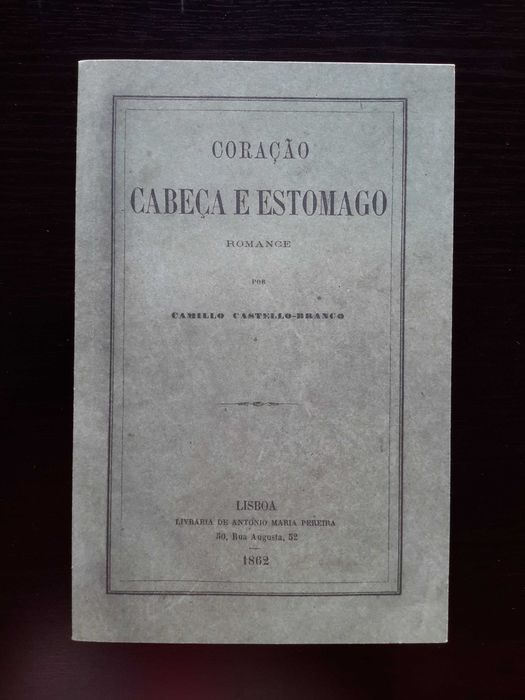 CORAÇÃO
CABEÇA E ESTOMAGO
ROMANCE
POR
CAMILLO CASTELLO-BRANCO
LISBOA
LIVRARIA DE ANTONIO MARIA PEREIRA
50, Rua Augusta, 52
1862